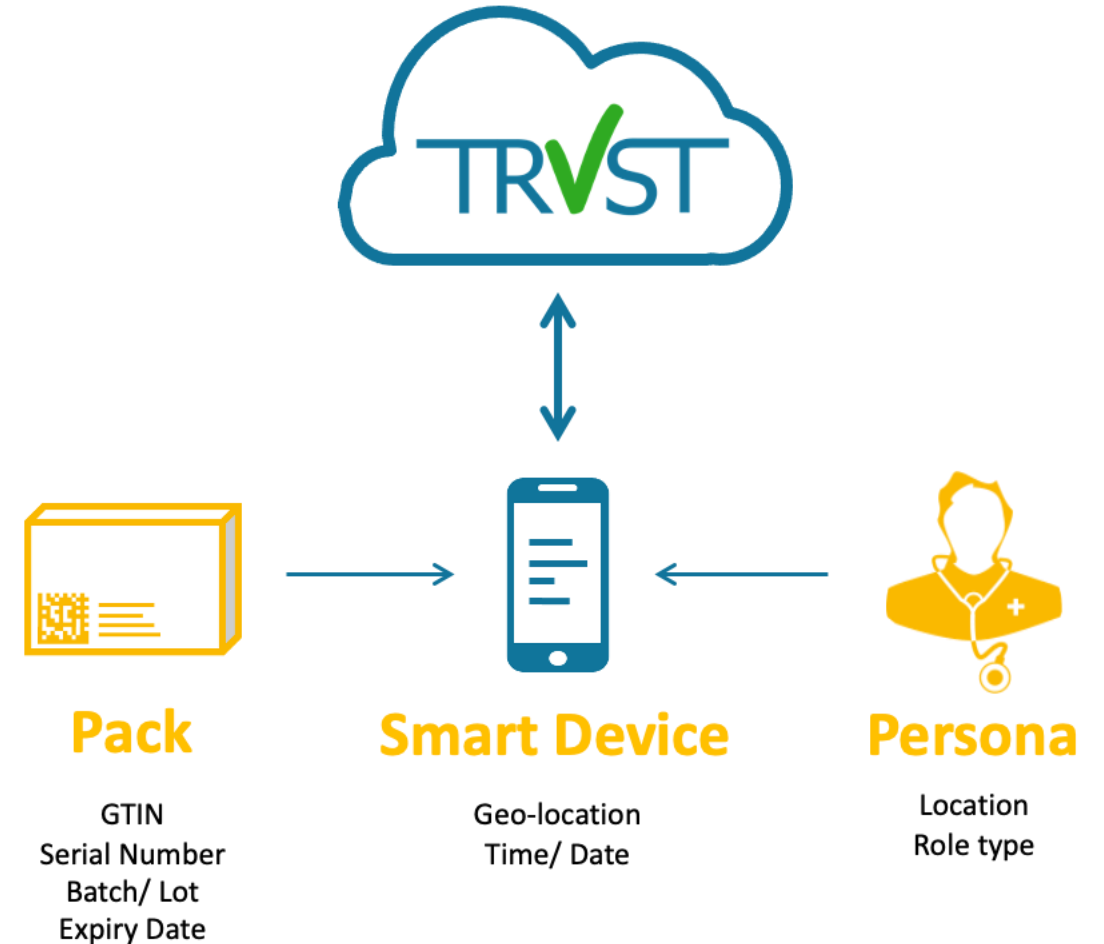 TRVST
Pack
Smart Device
Persona
GTIN
Serial Number
Batch/ Lot
Expiry Date
Geo-location
Time/ Date
Location
Role type